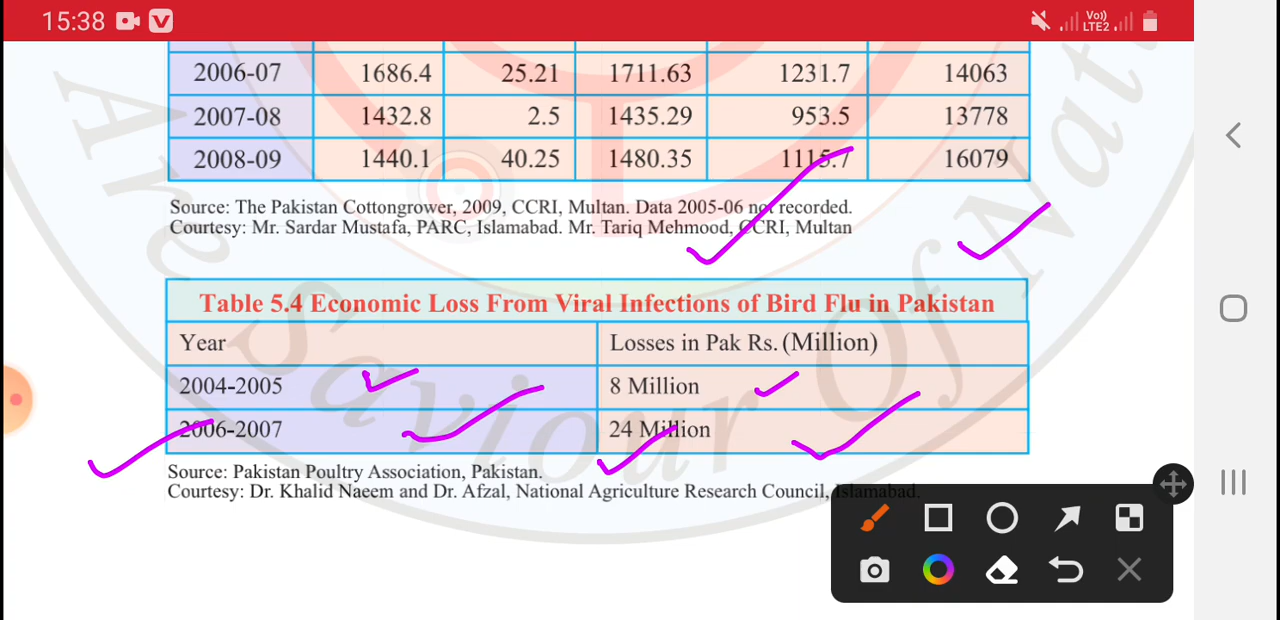 15:38
Vo)) LTE2
2006-07 1686.4 25.21 1711.63 1231.7 14063
2007-08 1432.8 2.5 1435.29 953.5 13778
2008-09 1440.1 40.25 1480.35 1115.7 16079
Source: The Pakistan Cottongrower, 2009, CCRI, Multan. Data 2005-06 not recorded.
Courtesy: Mr. Sardar Mustafa, PARC, Islamabad. Mr. Tariq Mehmood, CCRI, Multan
Table 5.4 Economic Loss From Viral Infections of Bird Flu in Pakistan
Year Losses in Pak Rs. (Million)
2004-2005 8 Million
2006-2007 24 Million
Source: Pakistan Poultry Association, Pakistan.
Courtesy: Dr. Khalid Naeem and Dr. Afzal, National Agriculture Research Council, Islamabad.
Are Saviour Of